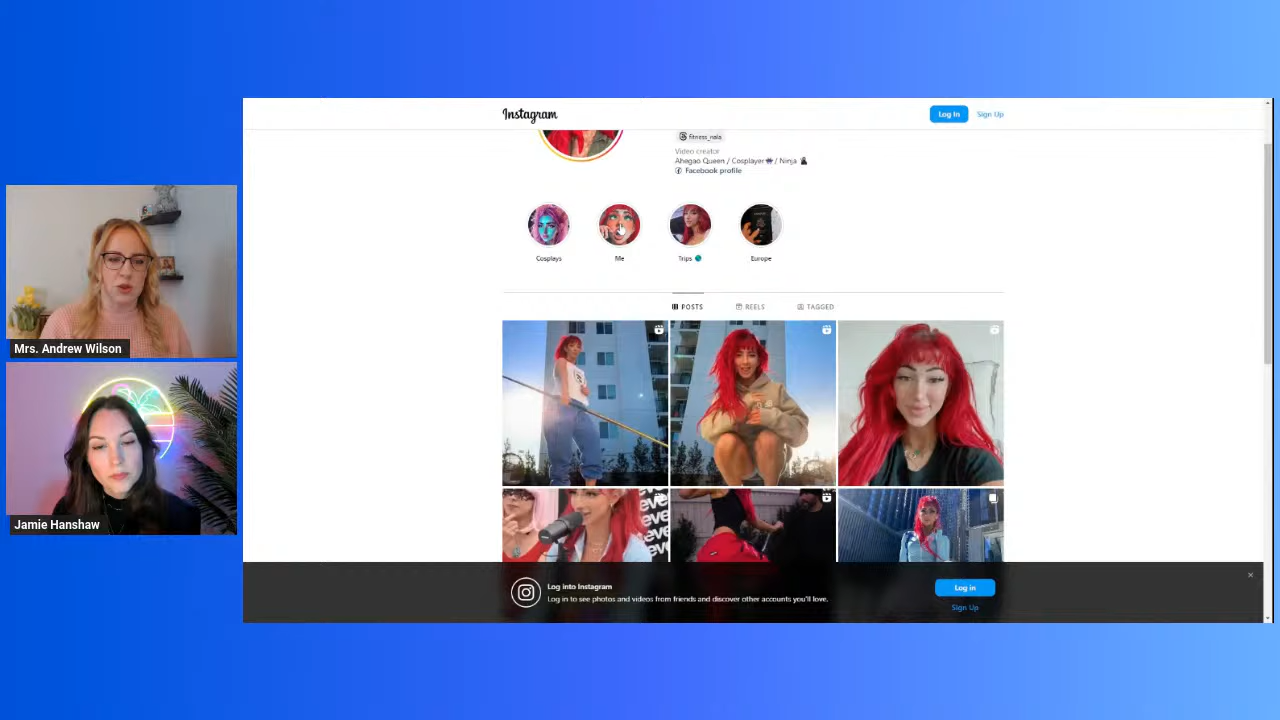 Instagram
Log In
Sign Up
fitness_nala
Video creator
Ahegao Queen / Cosplayer / Ninja
Facebook profile
Cosplays
Me
Trips
Europe
POSTS
REELS
TAGGED
Mrs. Andrew Wilson
Jamie Hanshaw
Log into Instagram
Log in to see photos and videos from friends and discover other accounts you'll love.
Log in
Sign Up